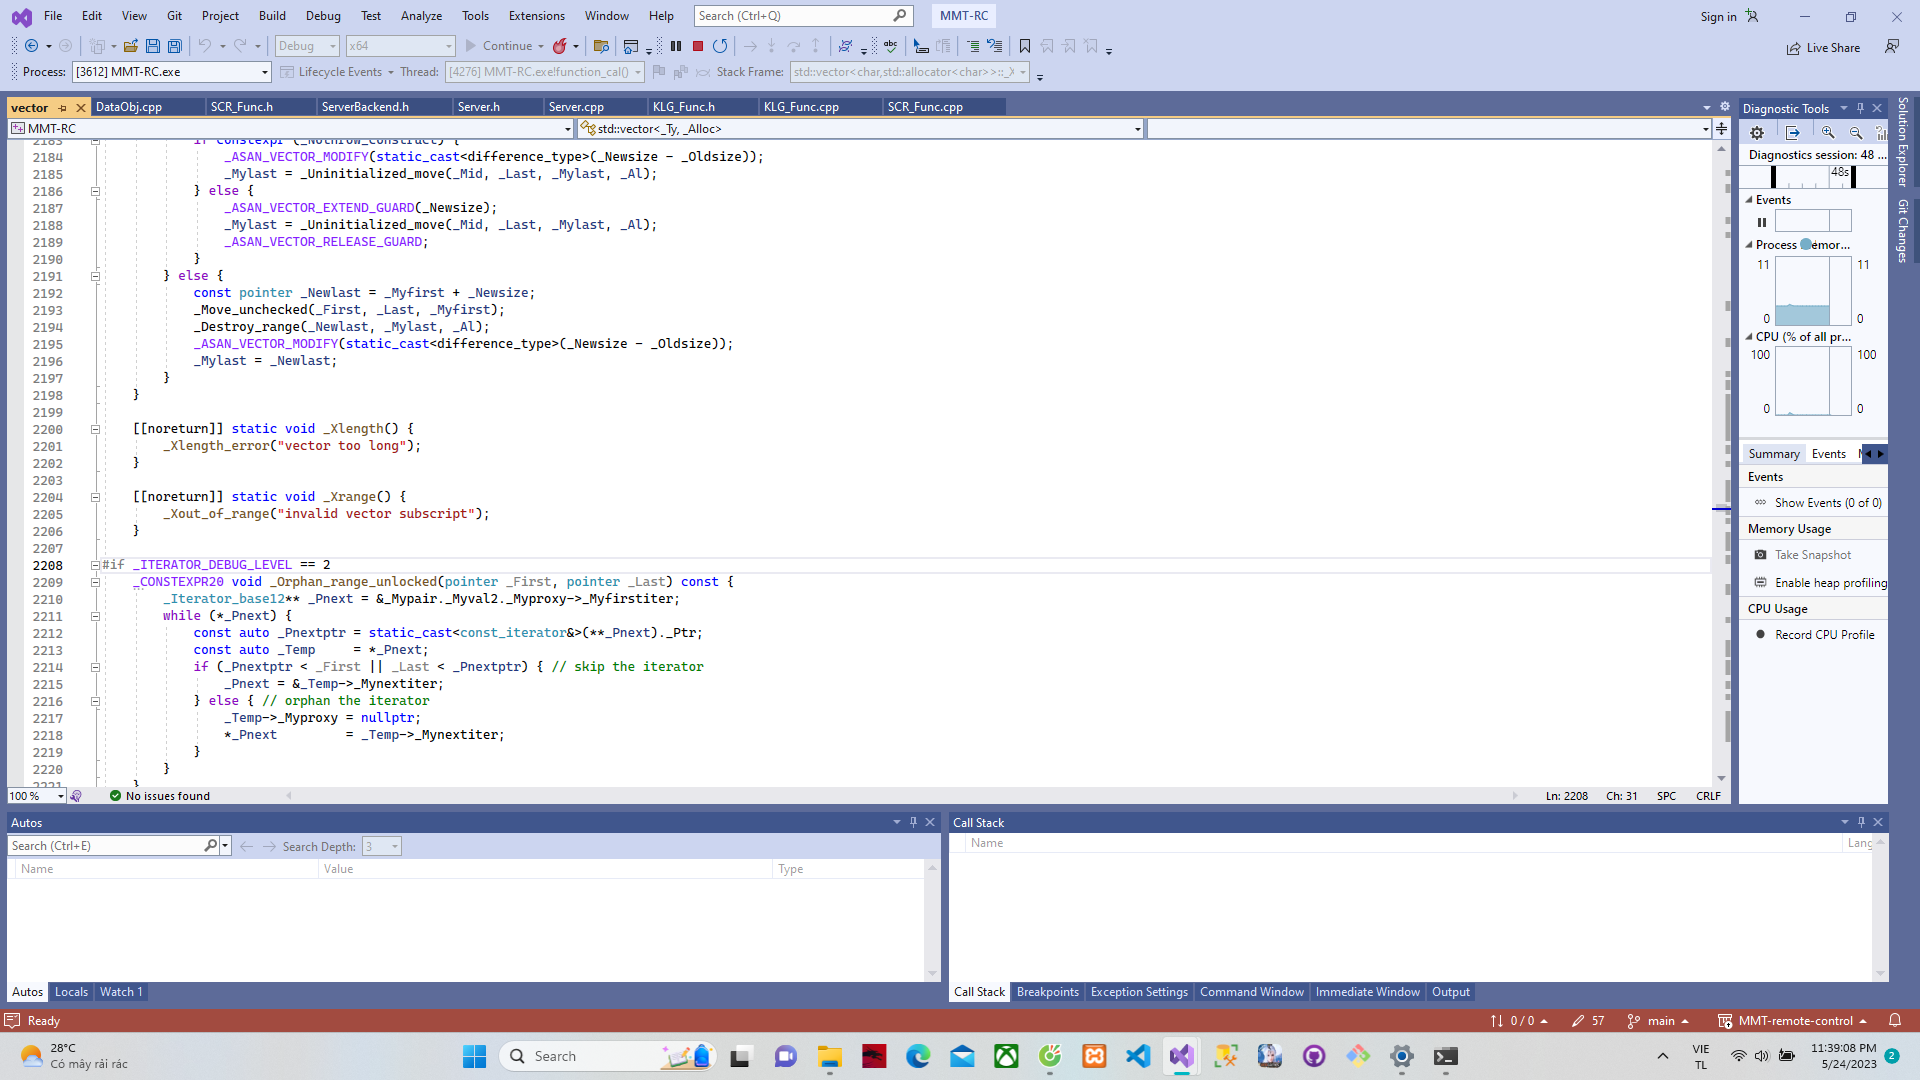 File Edit View Git Project Build Debug Test Analyze Tools Extensions Window Help Search (Ctrl+Q) MMT-RC Sign in
Debug x64 Continue Live Share
Process: [3612] MMT-RC.exe Lifecycle Events Thread: [4276] MMT-RC.exe!function_cal() Stack Frame: std::vector<char,std::allocator<char>>::_X
vector DataObj.cpp SCR_Func.h ServerBackend.h Server.h Server.cpp KLG_Func.h KLG_Func.cpp SCR_Func.cpp
MMT-RC std::vector<_Ty, _Alloc>
2183 if constexpr (_Nothrow_construct) {
2184 _ASAN_VECTOR_MODIFY(static_cast<difference_type>(_Newsize - _Oldsize));
2185 _Mylast = _Uninitialized_move(_Mid, _Last, _Mylast, _Al);
2186 } else {
2187 _ASAN_VECTOR_EXTEND_GUARD(_Newsize);
2188 _Mylast = _Uninitialized_move(_Mid, _Last, _Mylast, _Al);
2189 _ASAN_VECTOR_RELEASE_GUARD;
2190 }
2191 } else {
2192 const pointer _Newlast = _Myfirst + _Newsize;
2193 _Move_unchecked(_First, _Last, _Myfirst);
2194 _Destroy_range(_Newlast, _Mylast, _Al);
2195 _ASAN_VECTOR_MODIFY(static_cast<difference_type>(_Newsize - _Oldsize));
2196 _Mylast = _Newlast;
2197 }
2198 }
2199
2200 [[noreturn]] static void _Xlength() {
2201 _Xlength_error("vector too long");
2202 }
2203
2204 [[noreturn]] static void _Xrange() {
2205 _Xout_of_range("invalid vector subscript");
2206 }
2207
2208 #if _ITERATOR_DEBUG_LEVEL == 2
2209 _CONSTEXPR20 void _Orphan_range_unlocked(pointer _First, pointer _Last) const {
2210 _Iterator_base12** _Pnext = &_Mypair._Myval2._Myproxy->_Myfirstiter;
2211 while (*_Pnext) {
2212 const auto _Pnextptr = static_cast<const_iterator&>(**_Pnext)._Ptr;
2213 const auto _Temp = *_Pnext;
2214 if (_Pnextptr < _First || _Last < _Pnextptr) { // skip the iterator
2215 _Pnext = &_Temp->_Mynextiter;
2216 } else { // orphan the iterator
2217 _Temp->_Myproxy = nullptr;
2218 *_Pnext = _Temp->_Mynextiter;
2219 }
2220 }
2221 }
100 % No issues found Ln: 2208 Ch: 31 SPC CRLF
Diagnostic Tools
Diagnostics session: 48 ...
48s
Events
Process Memor...
11 11
0 0
CPU (% of all pr...
100 100
0 0
Summary Events
Events
Show Events (0 of 0)
Memory Usage
Take Snapshot
Enable heap profiling
CPU Usage
Record CPU Profile
Solution Explorer
Git Changes
Autos
Search (Ctrl+E) Search Depth: 3
Name Value Type
Autos Locals Watch 1
Call Stack
Name Lang
Call Stack Breakpoints Exception Settings Command Window Immediate Window Output
Ready 0 / 0 57 main MMT-remote-control
28°C
Có mây rải rác
Search
VIE
TL
11:39:08 PM
5/24/2023
2